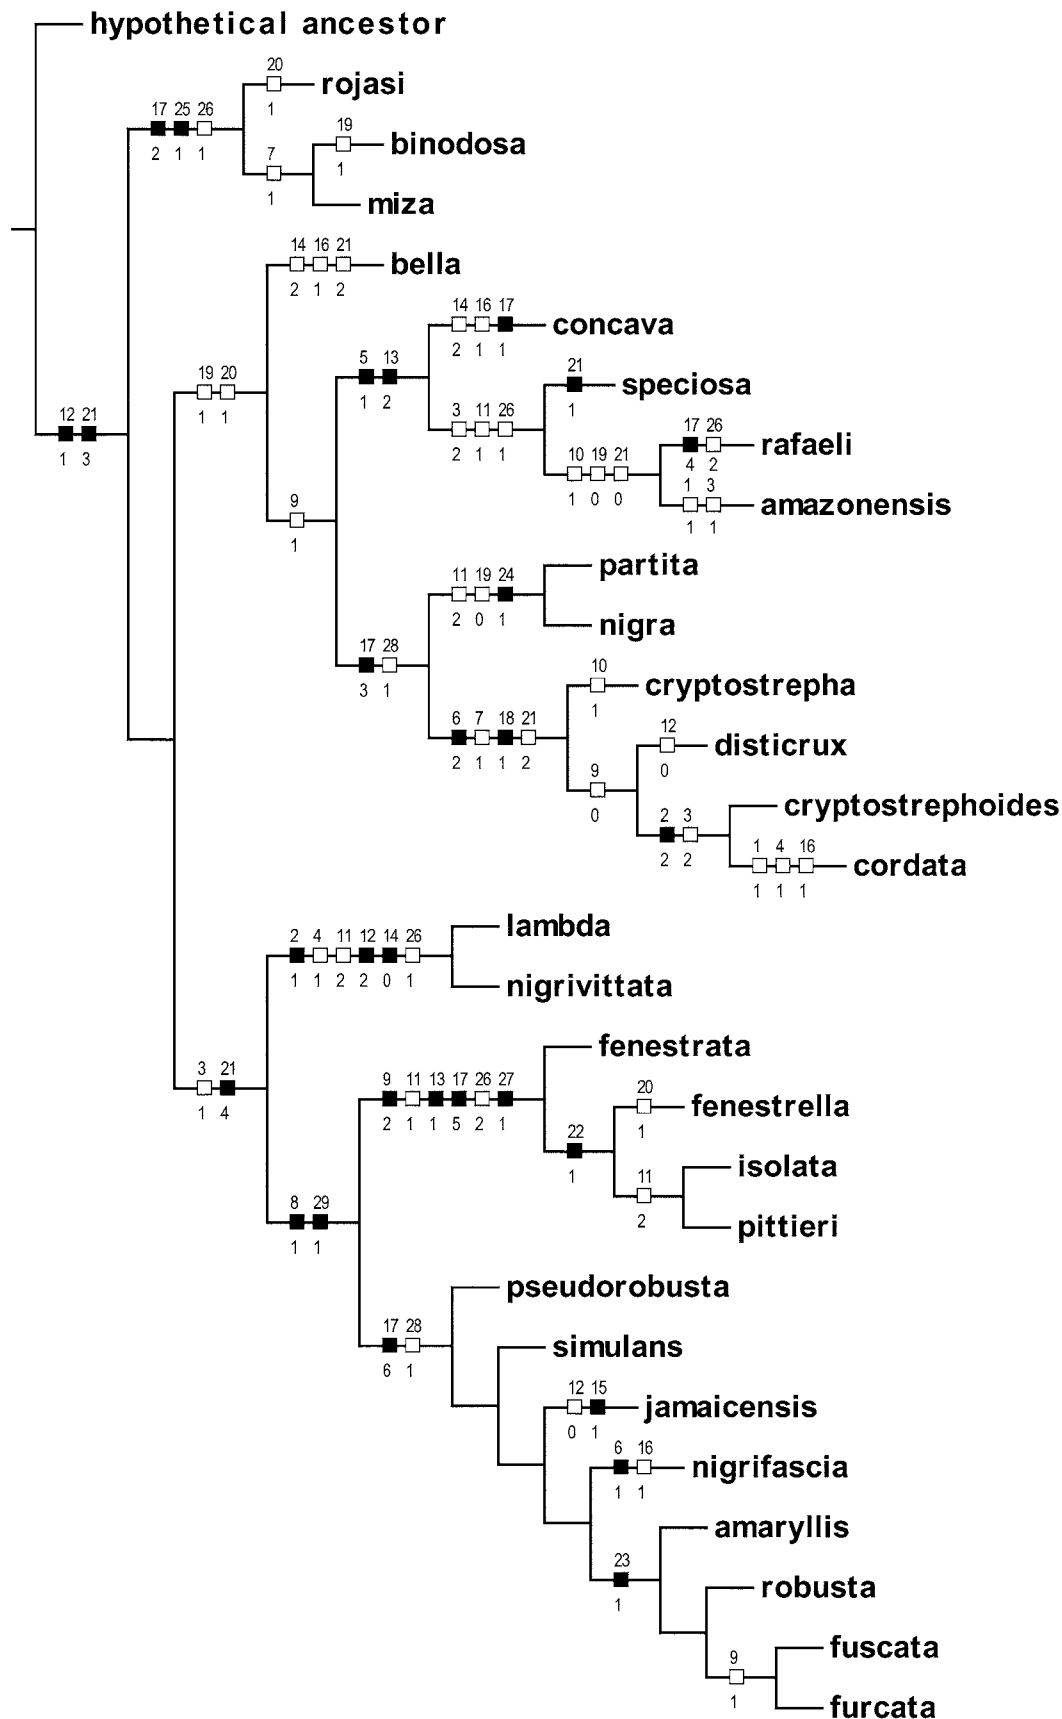 hypothetical ancestor
20
rojasi
1
17 25 26
2 1 1
19
binodosa
1
7
1
miza
14 16 21
bella
2 1 2
14 16 17
concava
2 1 1
5 13
1 2
21
speciosa
1
19 20
1 1
3 11 26
2 1 1
12 21
1 3
17 26
rafaeli
4 2
10 19 21
1 0 0
1 3
amazonensis
1 1
9
1
partita
11 19 24
2 0 1
nigra
17 28
3 1
10
cryptostrepha
1
6 7 18 21
2 1 1 2
12
disticrux
0
9
0
cryptostrephoides
2 3
2 2
1 4 16
cordata
1 1 1
lambda
2 4 11 12 14 26
1 1 2 2 0 1
nigrivittata
fenestrata
3 21
1 4
9 11 13 17 26 27
2 1 1 5 2 1
20
fenestrella
1
22
1
isolata
11
2
pittieri
8 29
1 1
pseudorobusta
17 28
6 1
simulans
12 15
jamaicensis
0 1
6 16
nigrifascia
1 1
amaryllis
23
1
robusta
fuscata
9
1
furcata